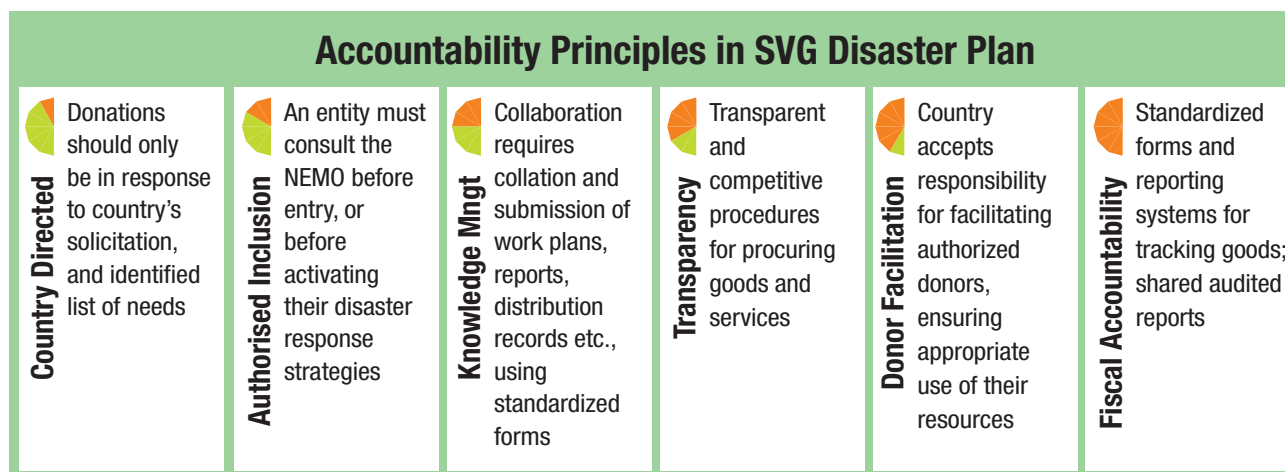 Accountability Principles in SVG Disaster Plan
Country Directed
Donations
should only
be in response
to country's
solicitation,
and identified
list of needs
Authorised Inclusion
An entity must
consult the
NEMO before
entry, or
before
activating
their disaster
response
strategies
Knowledge Mngt
Collaboration
requires
collation and
submission of
work plans,
reports,
distribution
records etc.,
using
standardized
forms
Transparency
Transparent
and
competitive
procedures
for procuring
goods and
services
Donor Facilitation
Country
accepts
responsibility
for facilitating
authorized
donors,
ensuring
appropriate
use of their
resources
Fiscal Accountability
Standardized
forms and
reporting
systems for
tracking goods;
shared audited
reports